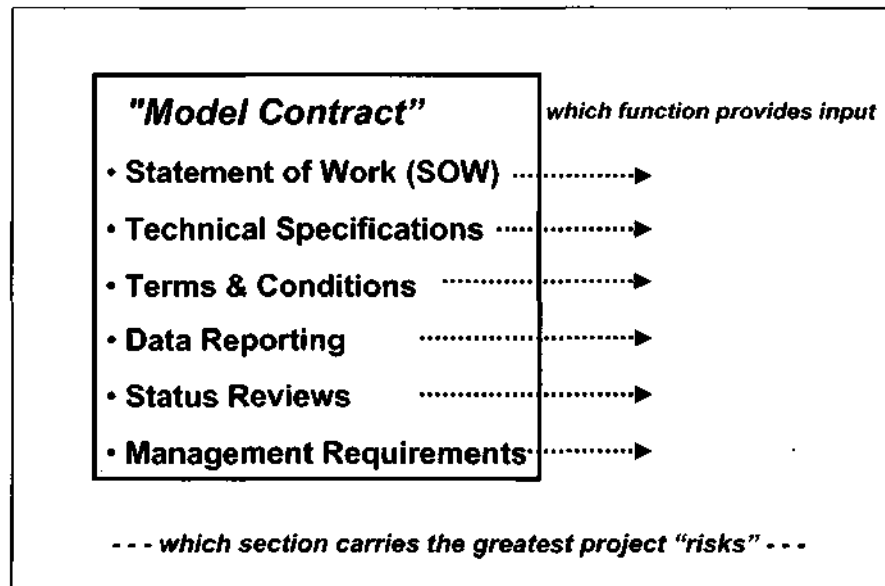 "Model Contract”
which function provides input
• Statement of Work (SOW)
• Technical Specifications
• Terms & Conditions
• Data Reporting
• Status Reviews
• Management Requirements
- - - which section carries the greatest project “risks” - - -